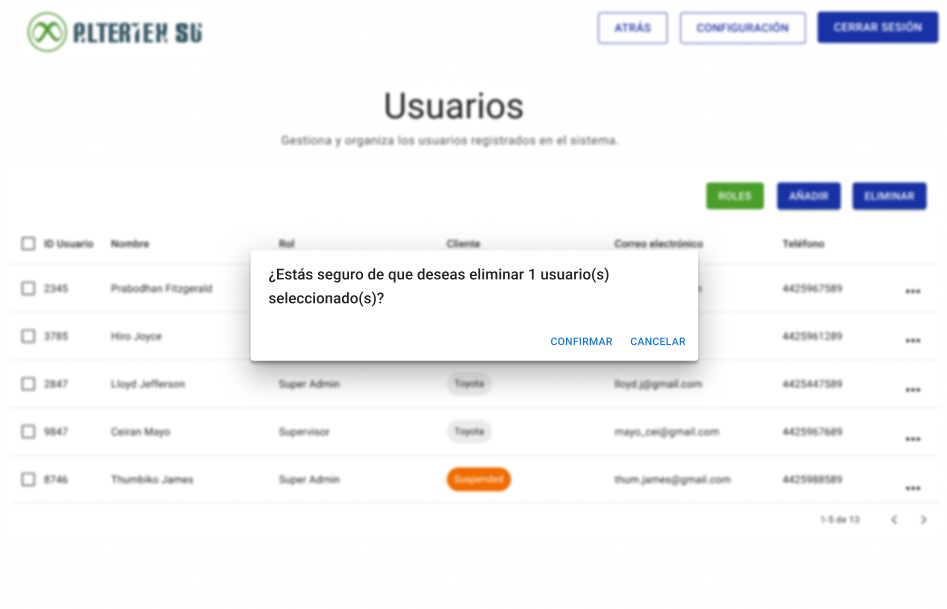 ALTERTEX SU
ATRÁS CONFIGURACIÓN CERRAR SESIÓN
Usuarios
Gestiona y organiza los usuarios registrados en el sistema.
ROLES AÑADIR ELIMINAR
ID Usuario Nombre Rol Cliente Correo electrónico Teléfono
¿Estás seguro de que deseas eliminar 1 usuario(s)
seleccionado(s)?
CONFIRMAR CANCELAR
2345 Prabodhan Fitzgerald 4425967589
3785 Hiro Joyce 4425961289
2847 Lloyd Jefferson Super Admin Toyota lloyd.j@gmail.com 4425447589
9847 Ceiran Mayo Supervisor Toyota mayo_cei@gmail.com 4425967689
8746 Thumbiko James Super Admin Suspended thum.james@gmail.com 4425988589
1-5 de 13